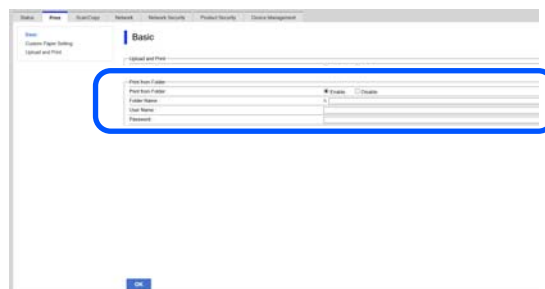 Status Print Scan/Copy Network Network Security Product Security Device Management
Basic
Custom Paper Setting
Upload and Print
Basic
Upload and Print
Print from Folder
Print from Folder Enable Disable
Folder Name \\
User Name
Password
OK